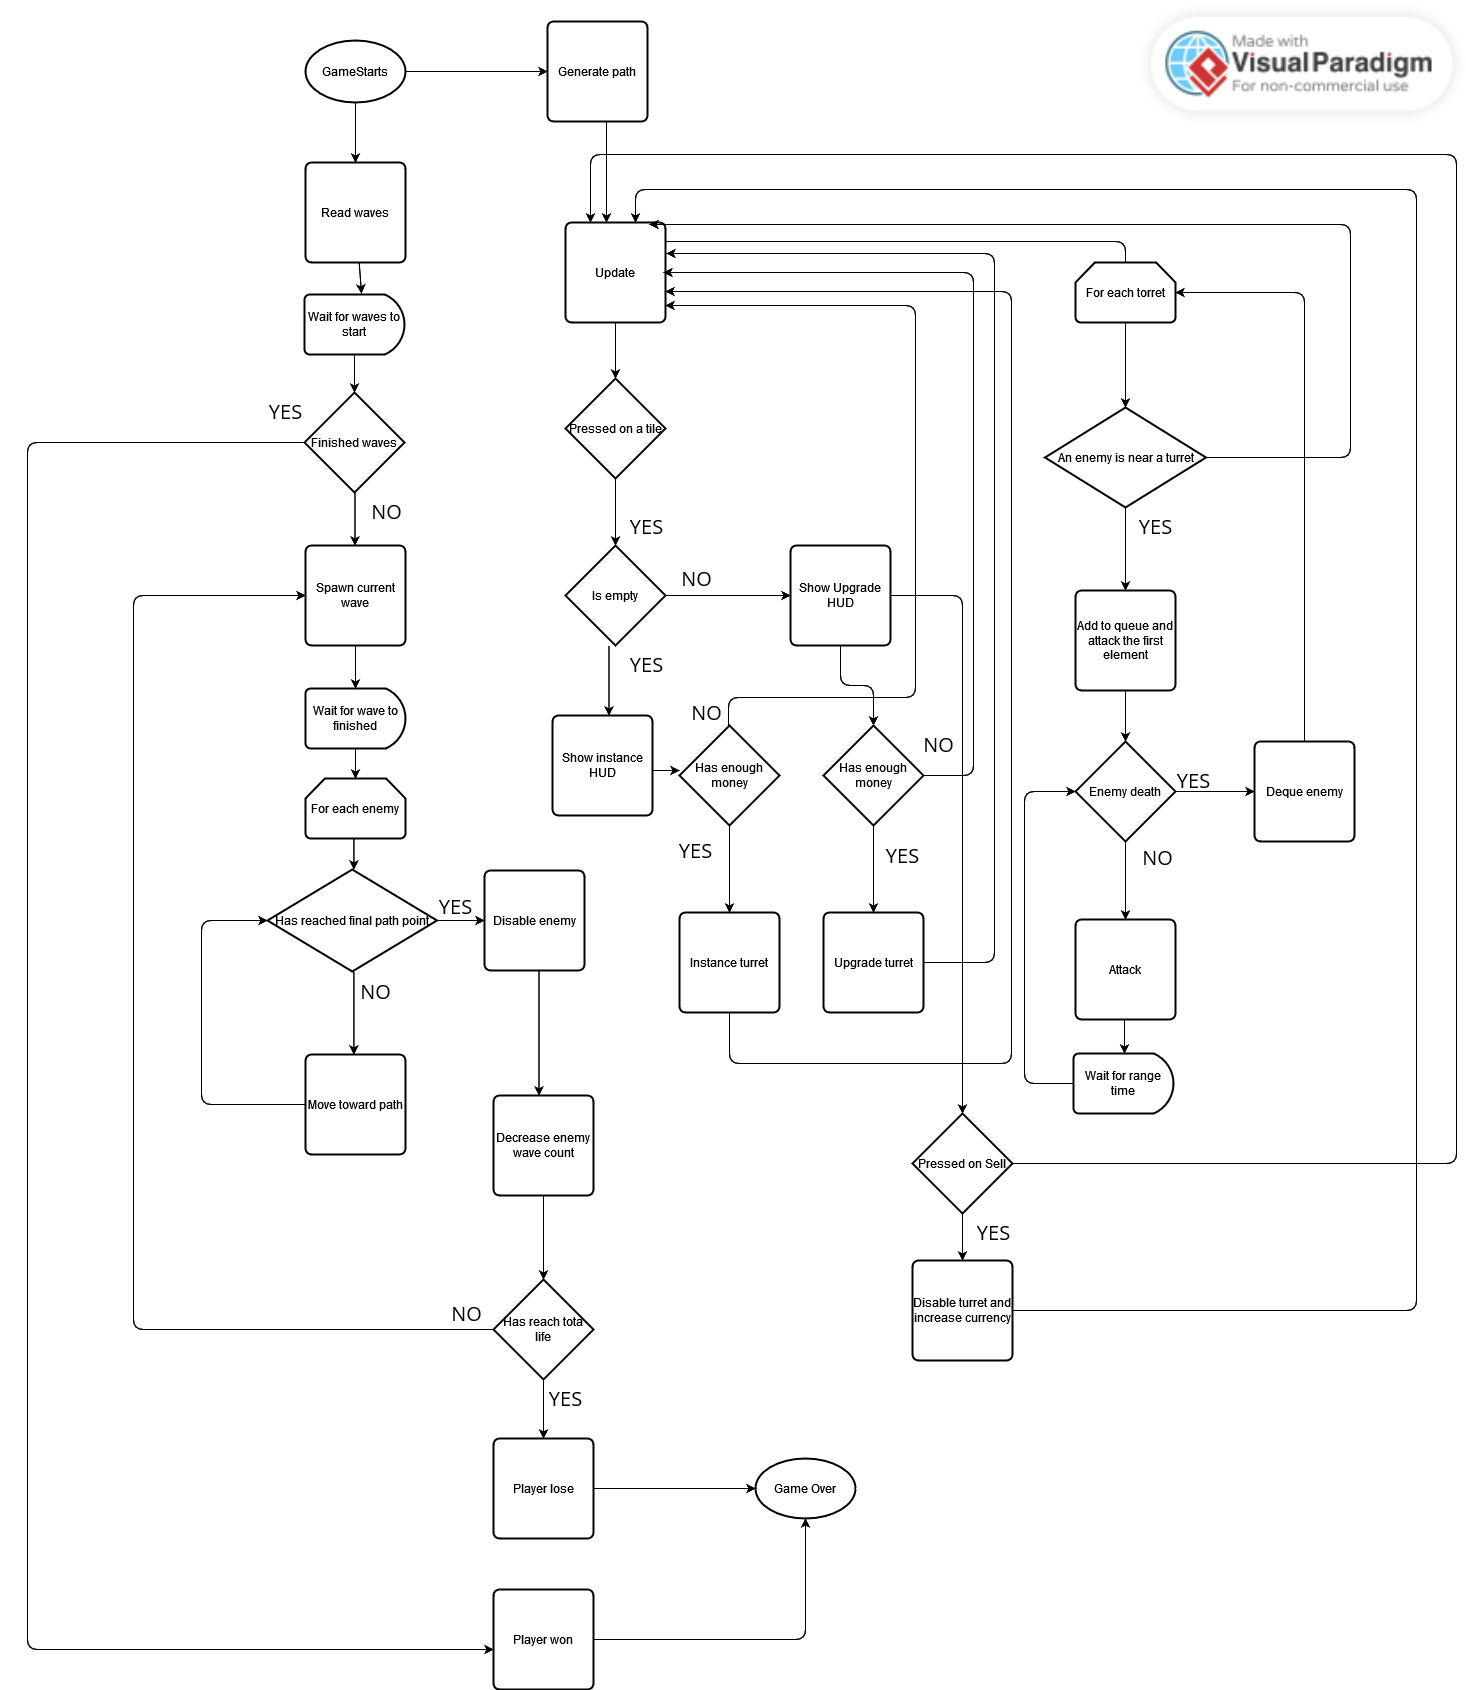 Made with
Visual Paradigm
For non-commercial use
GameStarts
Generate path
Read waves
Update
For each torret
Wait for waves to
start
YES
Finished waves
Pressed on a tile
An enemy is near a turret
NO
YES
YES
Spawn current
wave
Is empty
NO
Show Upgrade
HUD
Add to queue and
attack the first
element
YES
Wait for wave to
finished
NO
Show instance
HUD
Has enough
money
Has enough
money
NO
Enemy death
YES
Deque enemy
For each enemy
YES
YES
NO
Has reached final path point
YES
Disable enemy
Instance turret
Upgrade turret
Attack
NO
Move toward path
Wait for range
time
Decrease enemy
wave count
Pressed on Sell
YES
Disable turret and
increase currency
NO
Has reach tota
life
YES
Player lose
Game Over
Player won